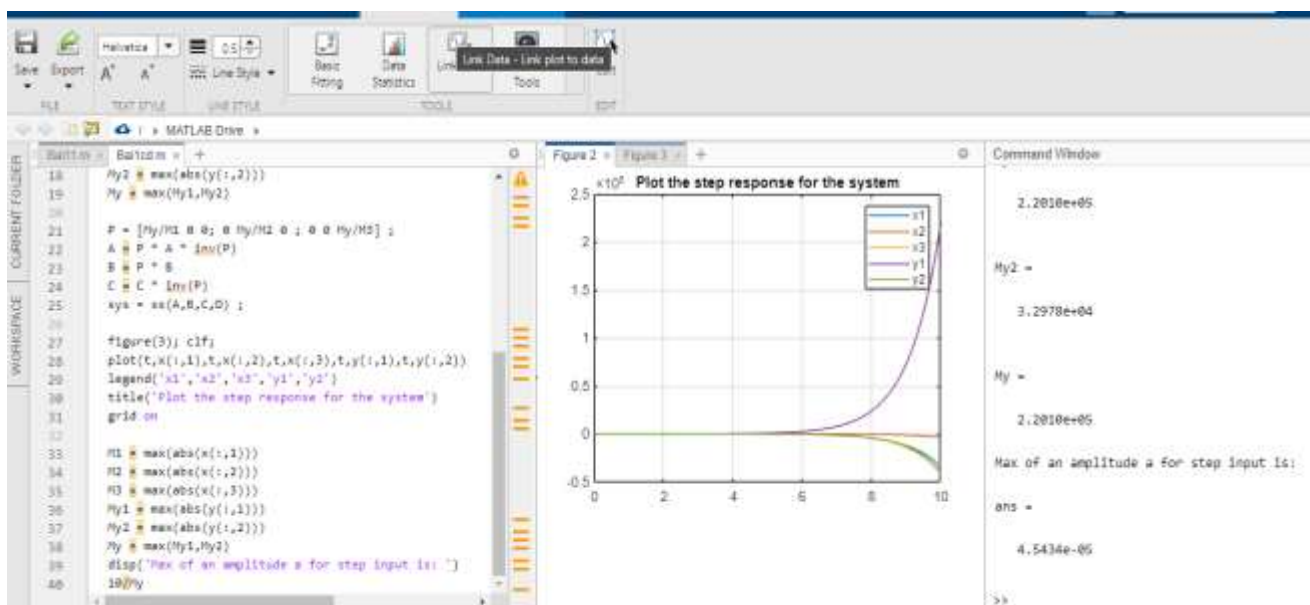 Helvetica
0.5
Save
Export
A+
A-
Line Style
Basic
Fitting
Data
Statistics
Link Data - Link plot to data
Tools
FILE
TEXT STYLE
LINE STYLE
TOOLS
EDIT
MATLAB Drive
CURRENT FOLDER
WORKSPACE
18 My2 = max(abs(y(:,2)))
19 My = max(My1,My2)
20
21 P = [My/M1 0 0; 0 My/M2 0 ; 0 0 My/M3] ;
22 A = P * A * inv(P)
23 B = P * B
24 C = C * inv(P)
25 sys = ss(A,B,C,D) ;
26
27 figure(3); clf;
28 plot(t,x(:,1),t,x(:,2),t,x(:,3),t,y(:,1),t,y(:,2))
29 legend('x1','x2','x3','y1','y2')
30 title('Plot the step response for the system')
31 grid on
32
33 M1 = max(abs(x(:,1)))
34 M2 = max(abs(x(:,2)))
35 M3 = max(abs(x(:,3)))
36 My1 = max(abs(y(:,1)))
37 My2 = max(abs(y(:,2)))
38 My = max(My1,My2)
39 disp('Max of an amplitude a for step input is: ')
40 10/My
Figure 2
Figure 3
Plot the step response for the system
2.5
2
1.5
1
0.5
0
-0.5
0 2 4 6 8 10
x1
x2
x3
y1
y2
Command Window
2.2010e+05
My2 =
3.2978e+04
My =
2.2010e+05
Max of an amplitude a for step input is:
ans =
4.5434e-05
>>